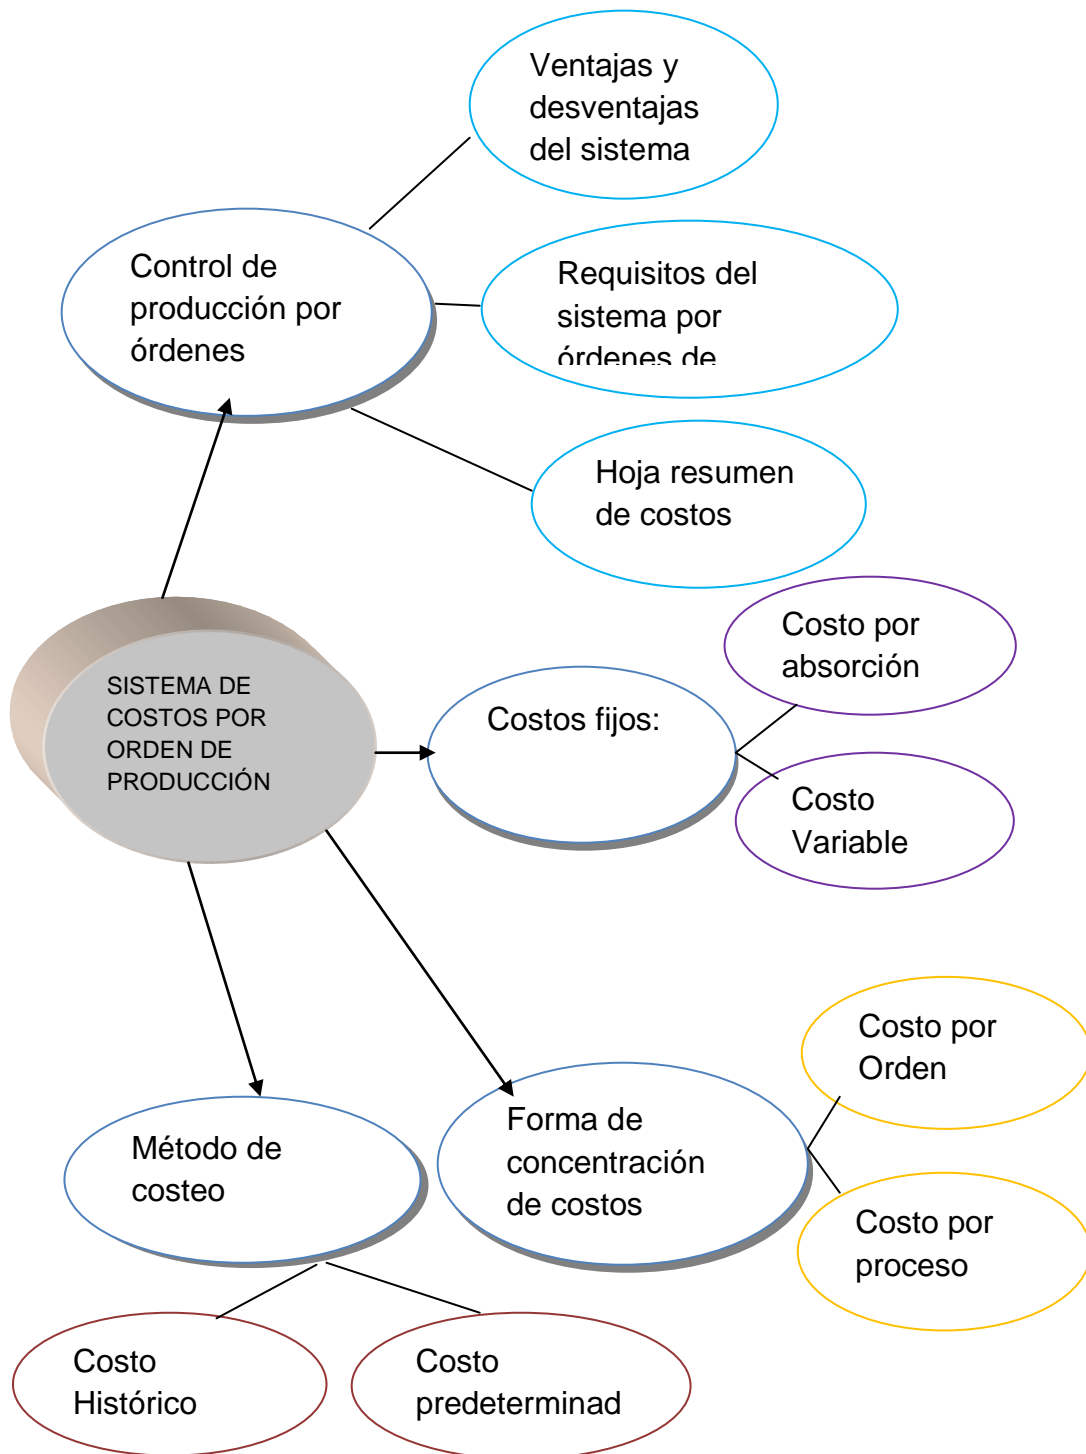 Ventajas y
desventajas
del sistema
Control de
producción por
órdenes
Requisitos del
sistema por
órdenes de
Hoja resumen
de costos
SISTEMA DE
COSTOS POR
ORDEN DE
PRODUCCIÓN
Costos fijos:
Costo por
absorción
Costo
Variable
Método de
costeo
Forma de
concentración
de costos
Costo por
Orden
Costo por
proceso
Costo
Histórico
Costo
predeterminad